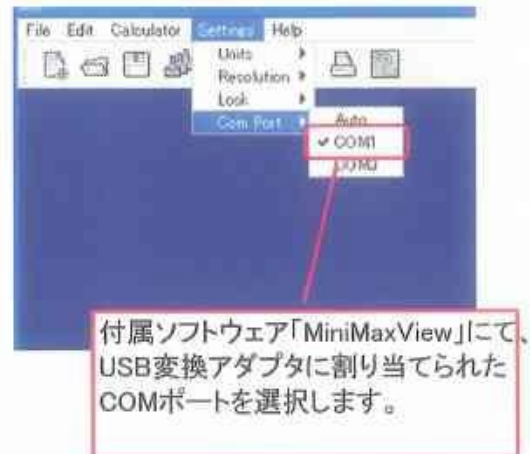 File Edit Calculator Settings Help
Units
Resolution
Look
Com Port
Auto
COM1
付属ソフトウェア「MiniMaxView」にて、
USB変換アダプタに割り当てられた
COMポートを選択します。